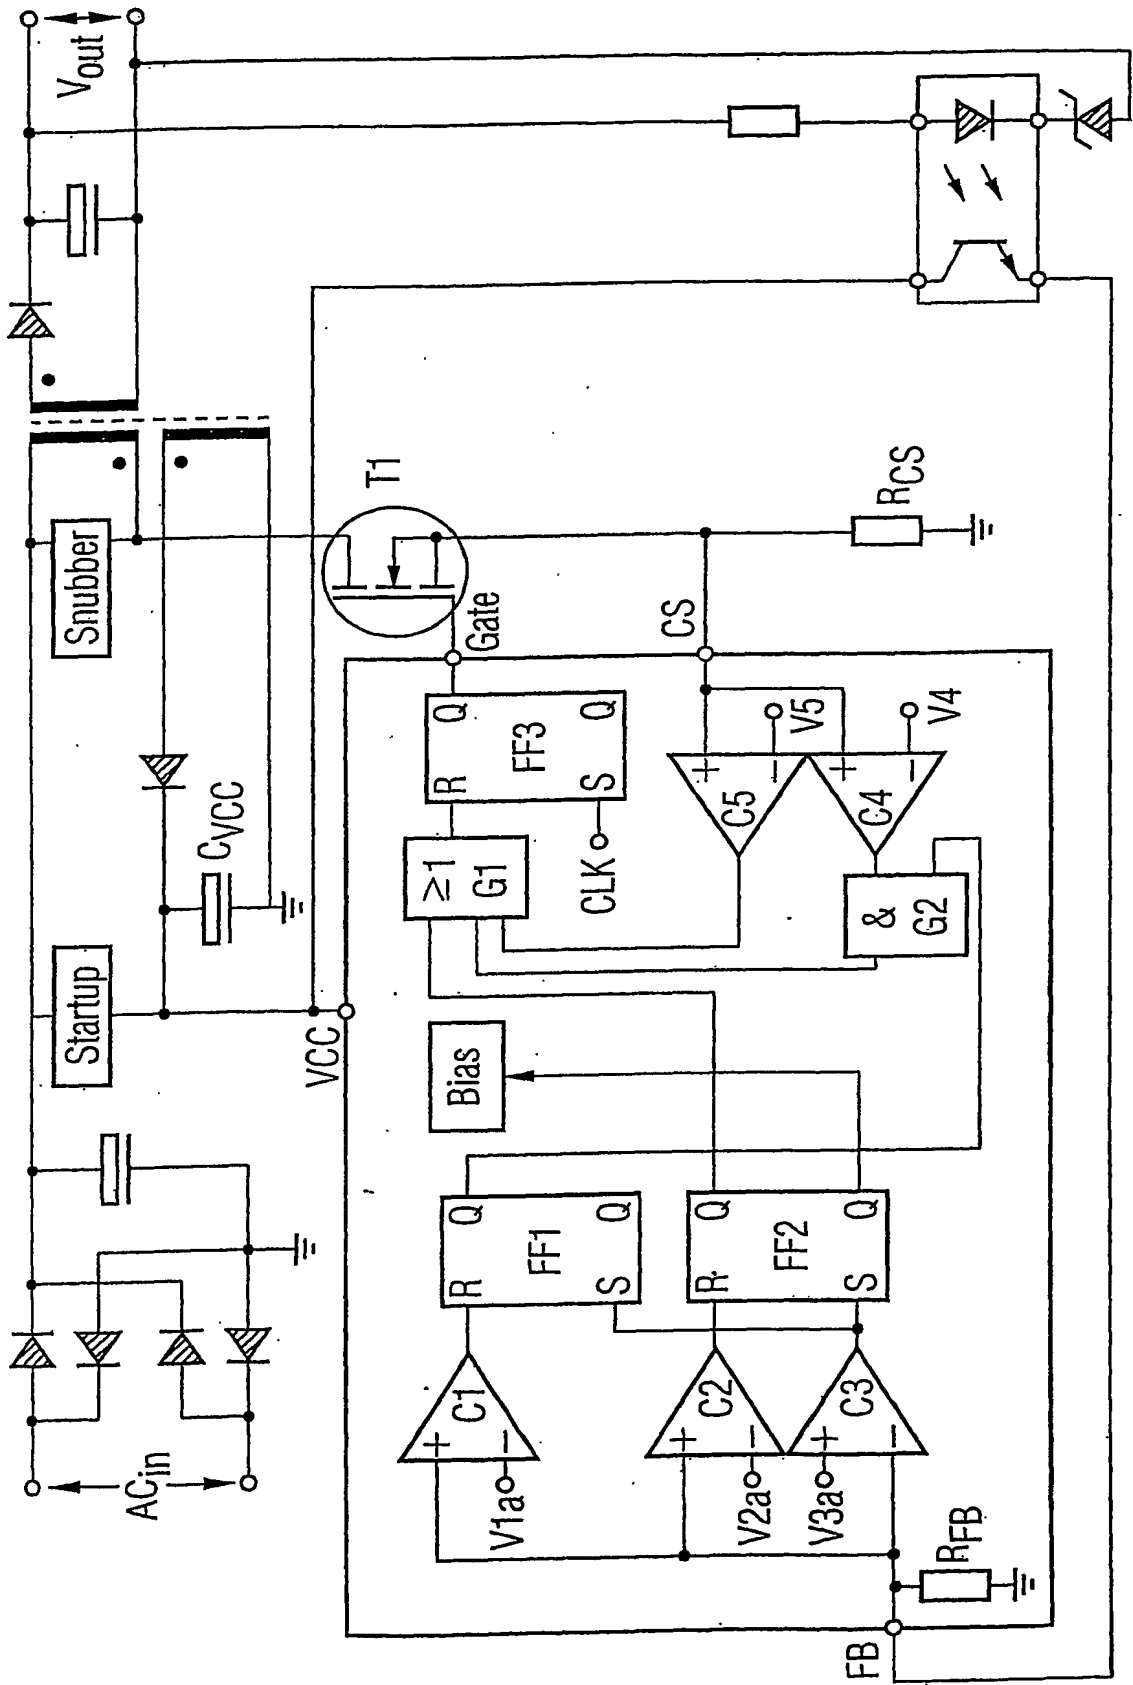 ACin
Startup
Snubber
Vout
CVCC
VCC
T1
Gate
CS
RCS
Bias
≥1
G1
R
Q
FF3
S
Q
CLK
C5
+
−
V5
C4
+
−
V4
&
G2
C1
+
−
V1a
R
Q
FF1
S
Q
C2
+
−
V2a
R
Q
FF2
S
Q
C3
+
−
V3a
RFB
FB